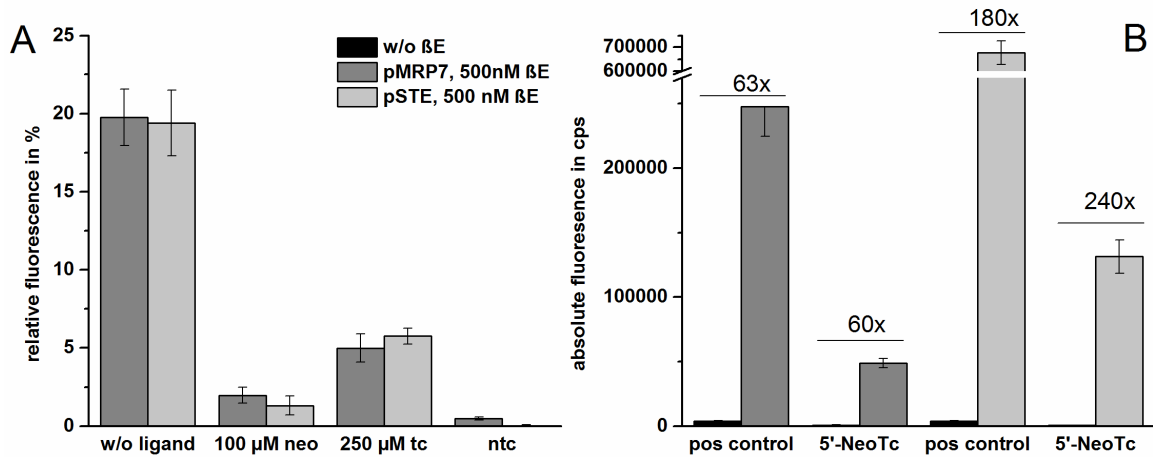 A
25
20
15
10
5
0
relative fluorescence in %
w/o ßE
pMRP7, 500nM ßE
pSTE, 500 nM ßE
w/o ligand
100 µM neo
250 µM tc
ntc
B
700000
600000
200000
100000
0
absolute fluoresence in cps
63x
60x
180x
240x
pos control
5'-NeoTc
pos control
5'-NeoTc